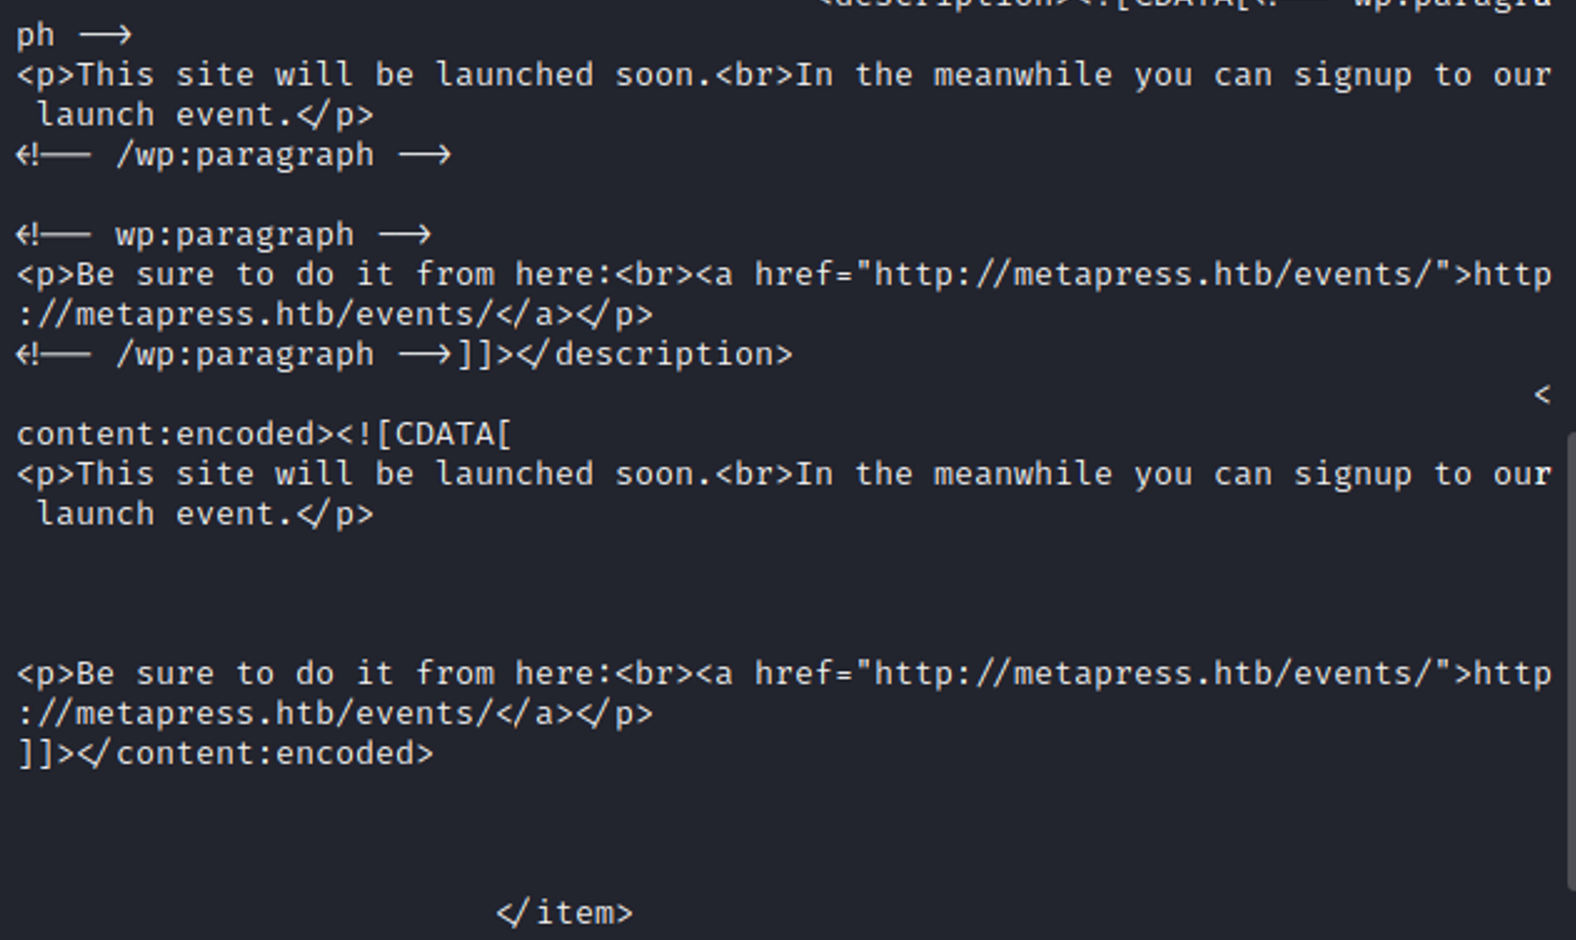 <description><![CDATA[<!-- wp:paragra
ph -->
<p>This site will be launched soon.<br>In the meanwhile you can signup to our
 launch event.</p>
<!-- /wp:paragraph -->
<!-- wp:paragraph -->
<p>Be sure to do it from here:<br><a href="http://metapress.htb/events/">http
://metapress.htb/events/</a></p>
<!-- /wp:paragraph -->]]></description>
<
content:encoded><![CDATA[
<p>This site will be launched soon.<br>In the meanwhile you can signup to our
 launch event.</p>
<p>Be sure to do it from here:<br><a href="http://metapress.htb/events/">http
://metapress.htb/events/</a></p>
]]></content:encoded>
</item>